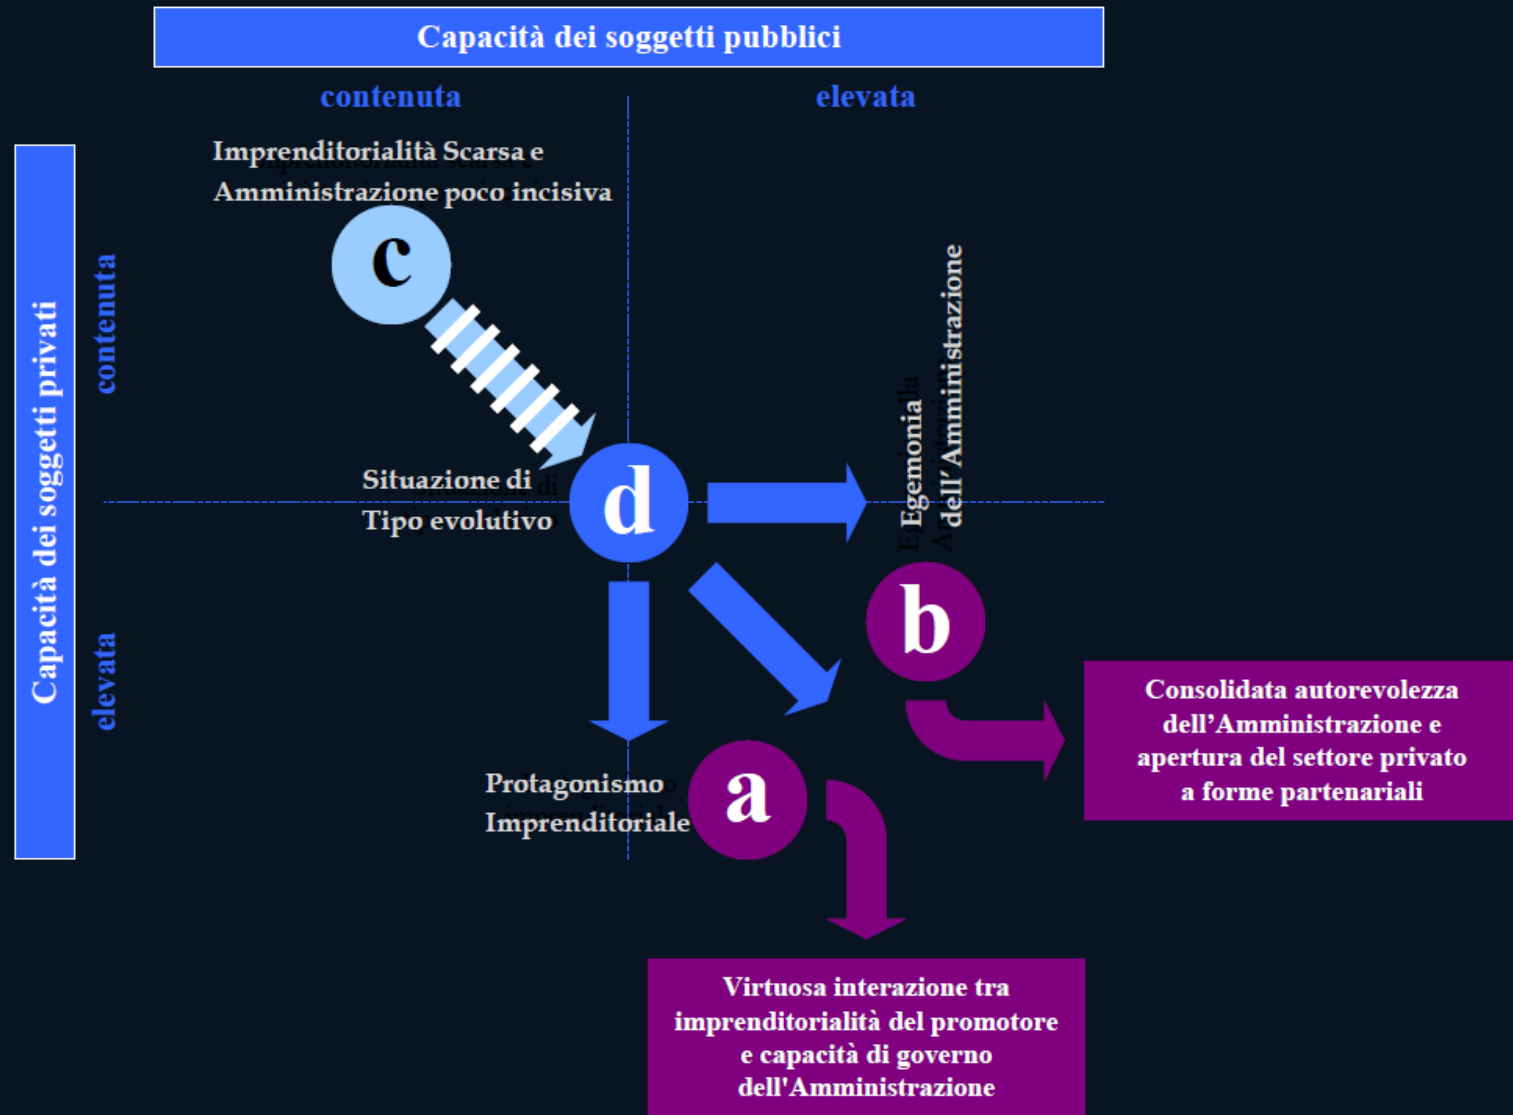 Capacità dei soggetti pubblici
contenuta
elevata
Capacità dei soggetti privati
contenuta
elevata
Imprenditorialità Scarsa e
Amministrazione poco incisiva
c
Situazione di
Tipo evolutivo
d
Egemonia
dell'Amministrazione
b
Consolidata autorevolezza
dell'Amministrazione e
apertura del settore privato
a forme partenariali
Protagonismo
Imprenditoriale
a
Virtuosa interazione tra
imprenditorialità del promotore
e capacità di governo
dell'Amministrazione